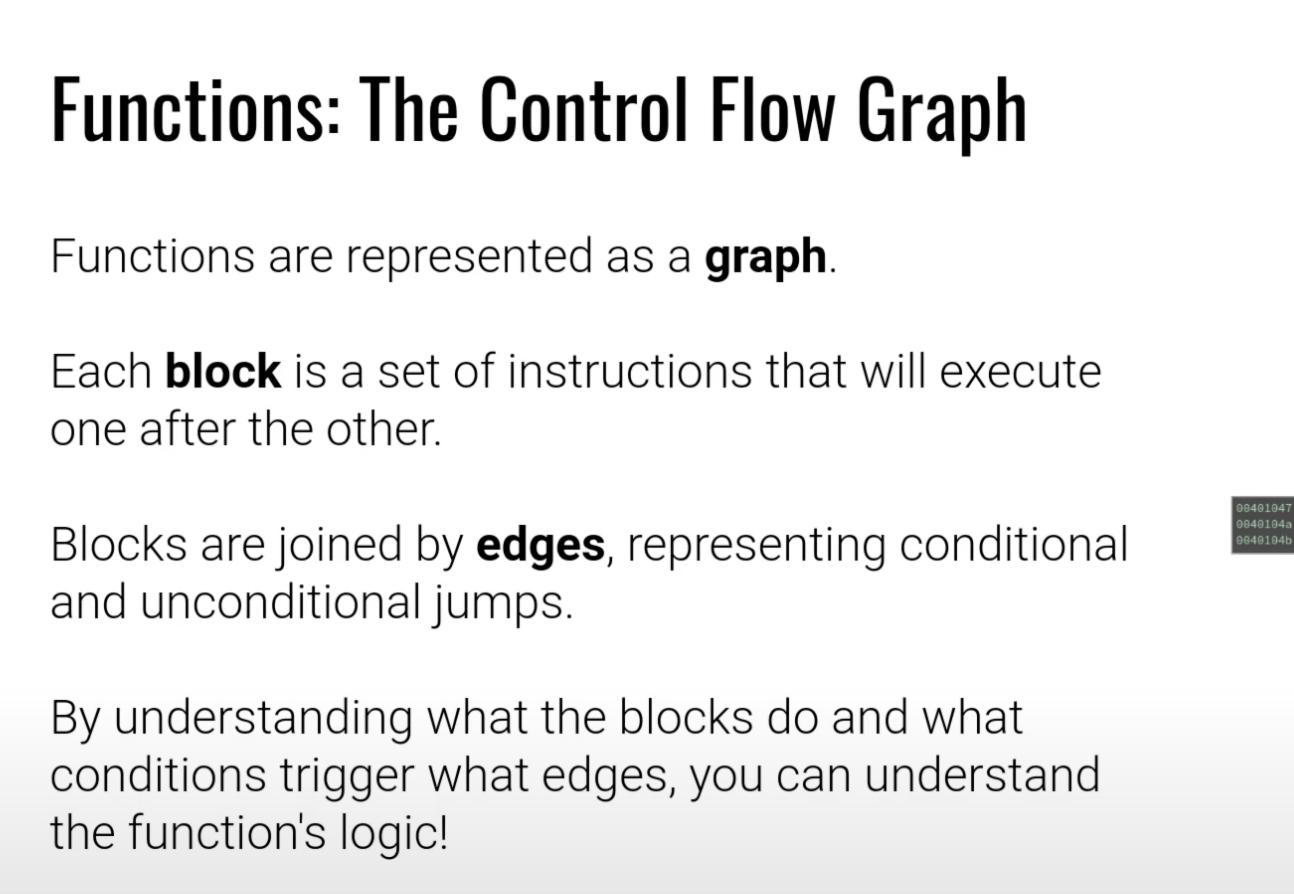 Functions: The Control Flow Graph
Functions are represented as a graph.
Each block is a set of instructions that will execute
one after the other.
Blocks are joined by edges, representing conditional
and unconditional jumps.
00401047
0040104a
0040104b
By understanding what the blocks do and what
conditions trigger what edges, you can understand
the function's logic!